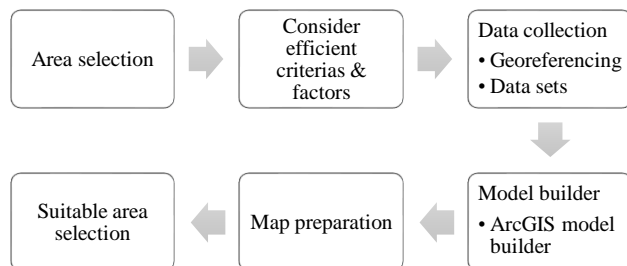 Area selection
Consider
efficient
criterias &
factors
Data collection
• Georeferencing
• Data sets
Model builder
• ArcGIS model
builder
Map preparation
Suitable area
selection